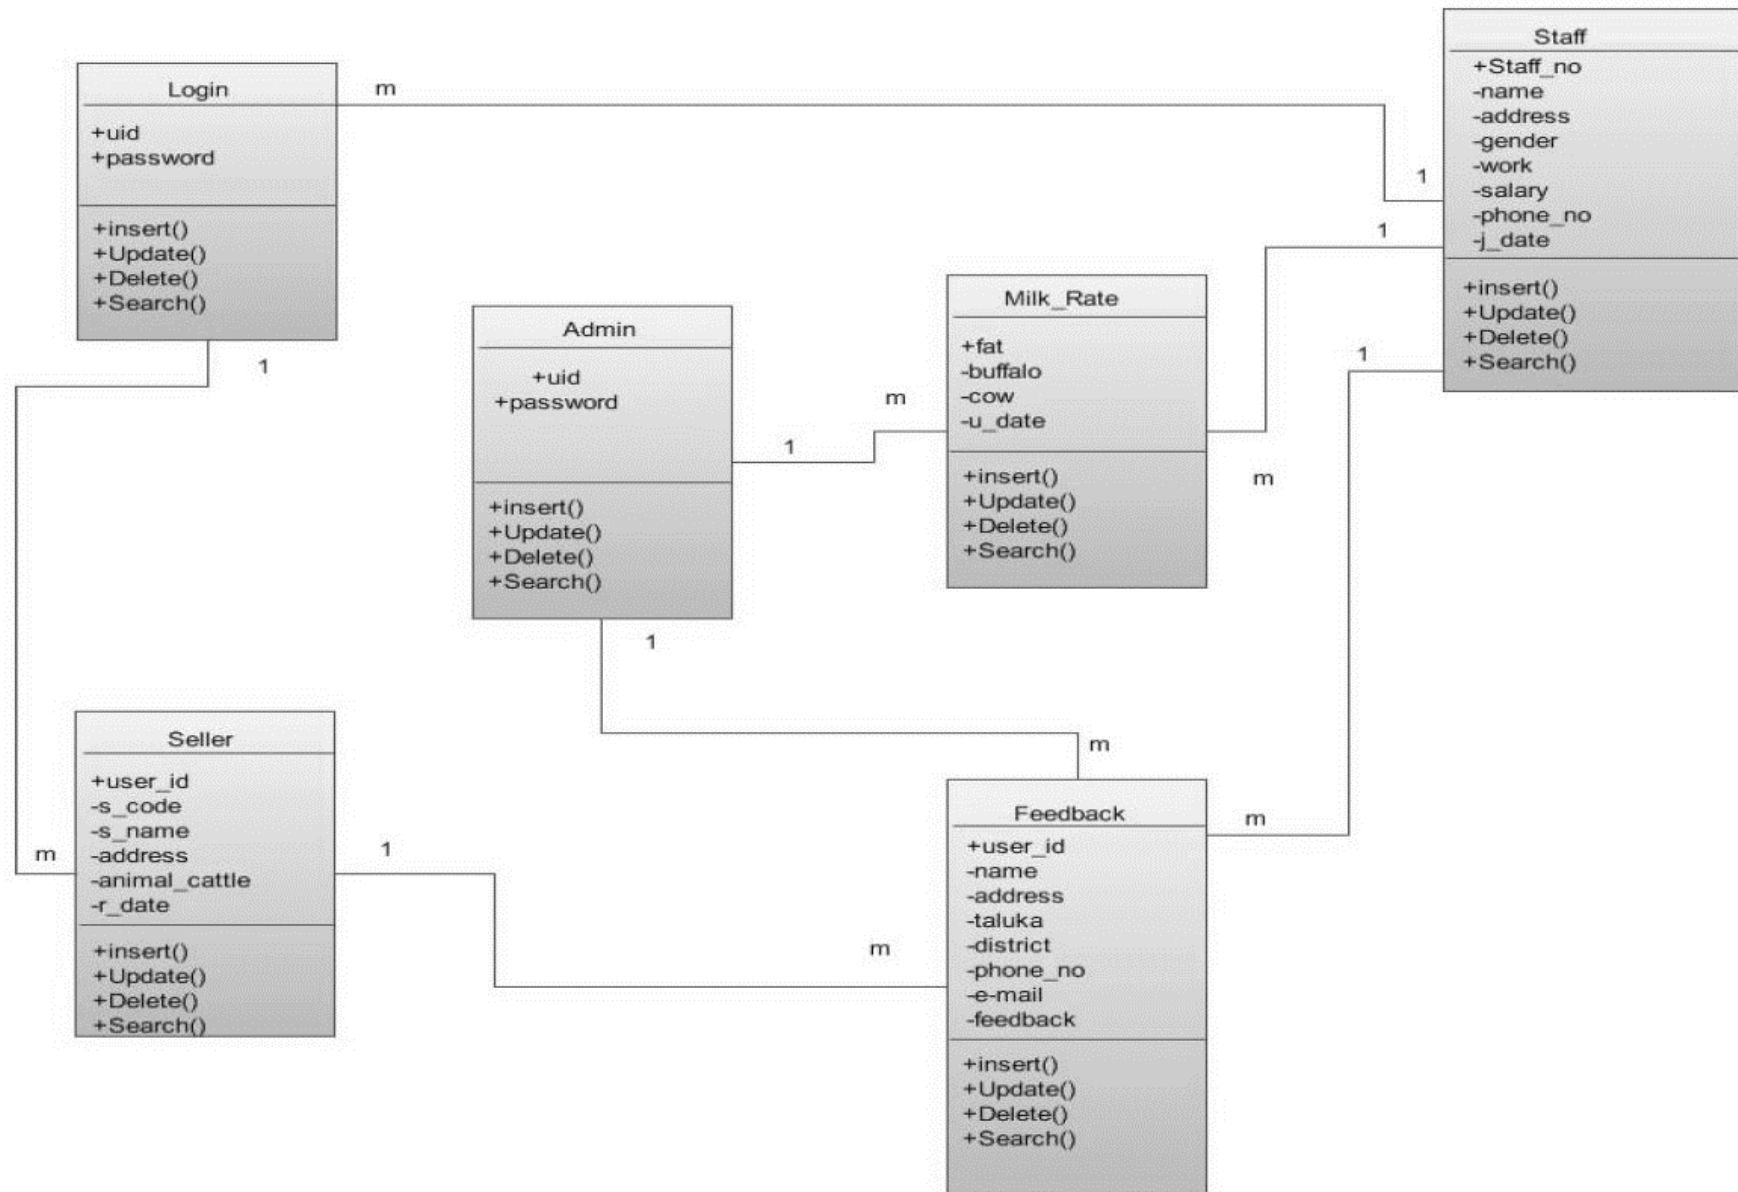 Login
+uid
+password
+insert()
+Update()
+Delete()
+Search()
m
1
Staff
+Staff_no
-name
-address
-gender
-work
-salary
-phone_no
-j_date
+insert()
+Update()
+Delete()
+Search()
1
1
1
Admin
+uid
+password
+insert()
+Update()
+Delete()
+Search()
1
m
Milk_Rate
+fat
-buffalo
-cow
-u_date
+insert()
+Update()
+Delete()
+Search()
m
1
m
Seller
+user_id
-s_code
-s_name
-address
-animal_cattle
-r_date
+insert()
+Update()
+Delete()
+Search()
m
1
m
Feedback
+user_id
-name
-address
-taluka
-district
-phone_no
-e-mail
-feedback
+insert()
+Update()
+Delete()
+Search()
m